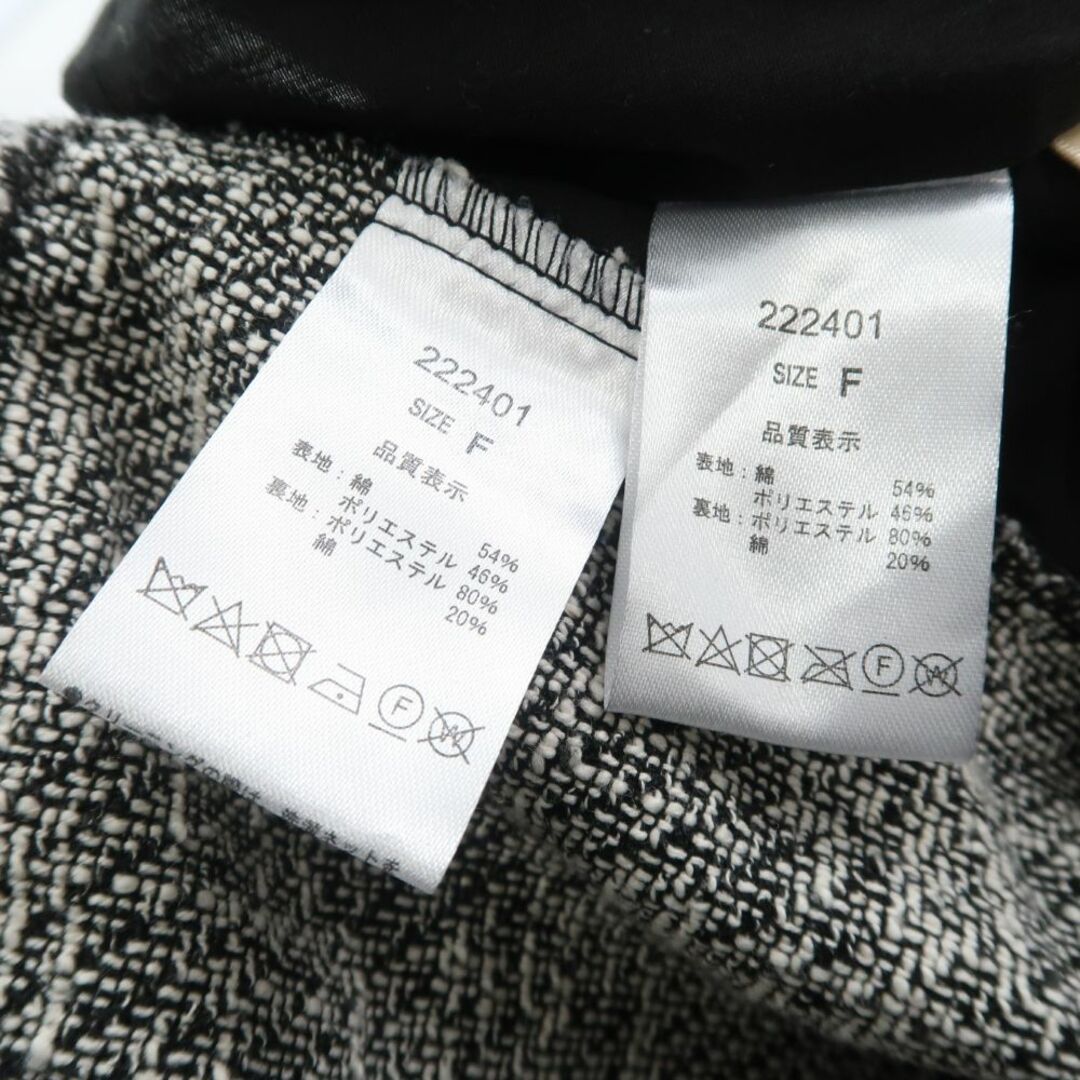 222401
SIZE F
品質表示
表地:綿 54%
ポリエステル 46%
裏地:ポリエステル 80%
綿 20%
F
W
222401
SIZE F
品質表示
表地:綿 54%
ポリエステル 46%
裏地:ポリエステル 80%
綿 20%
F
W